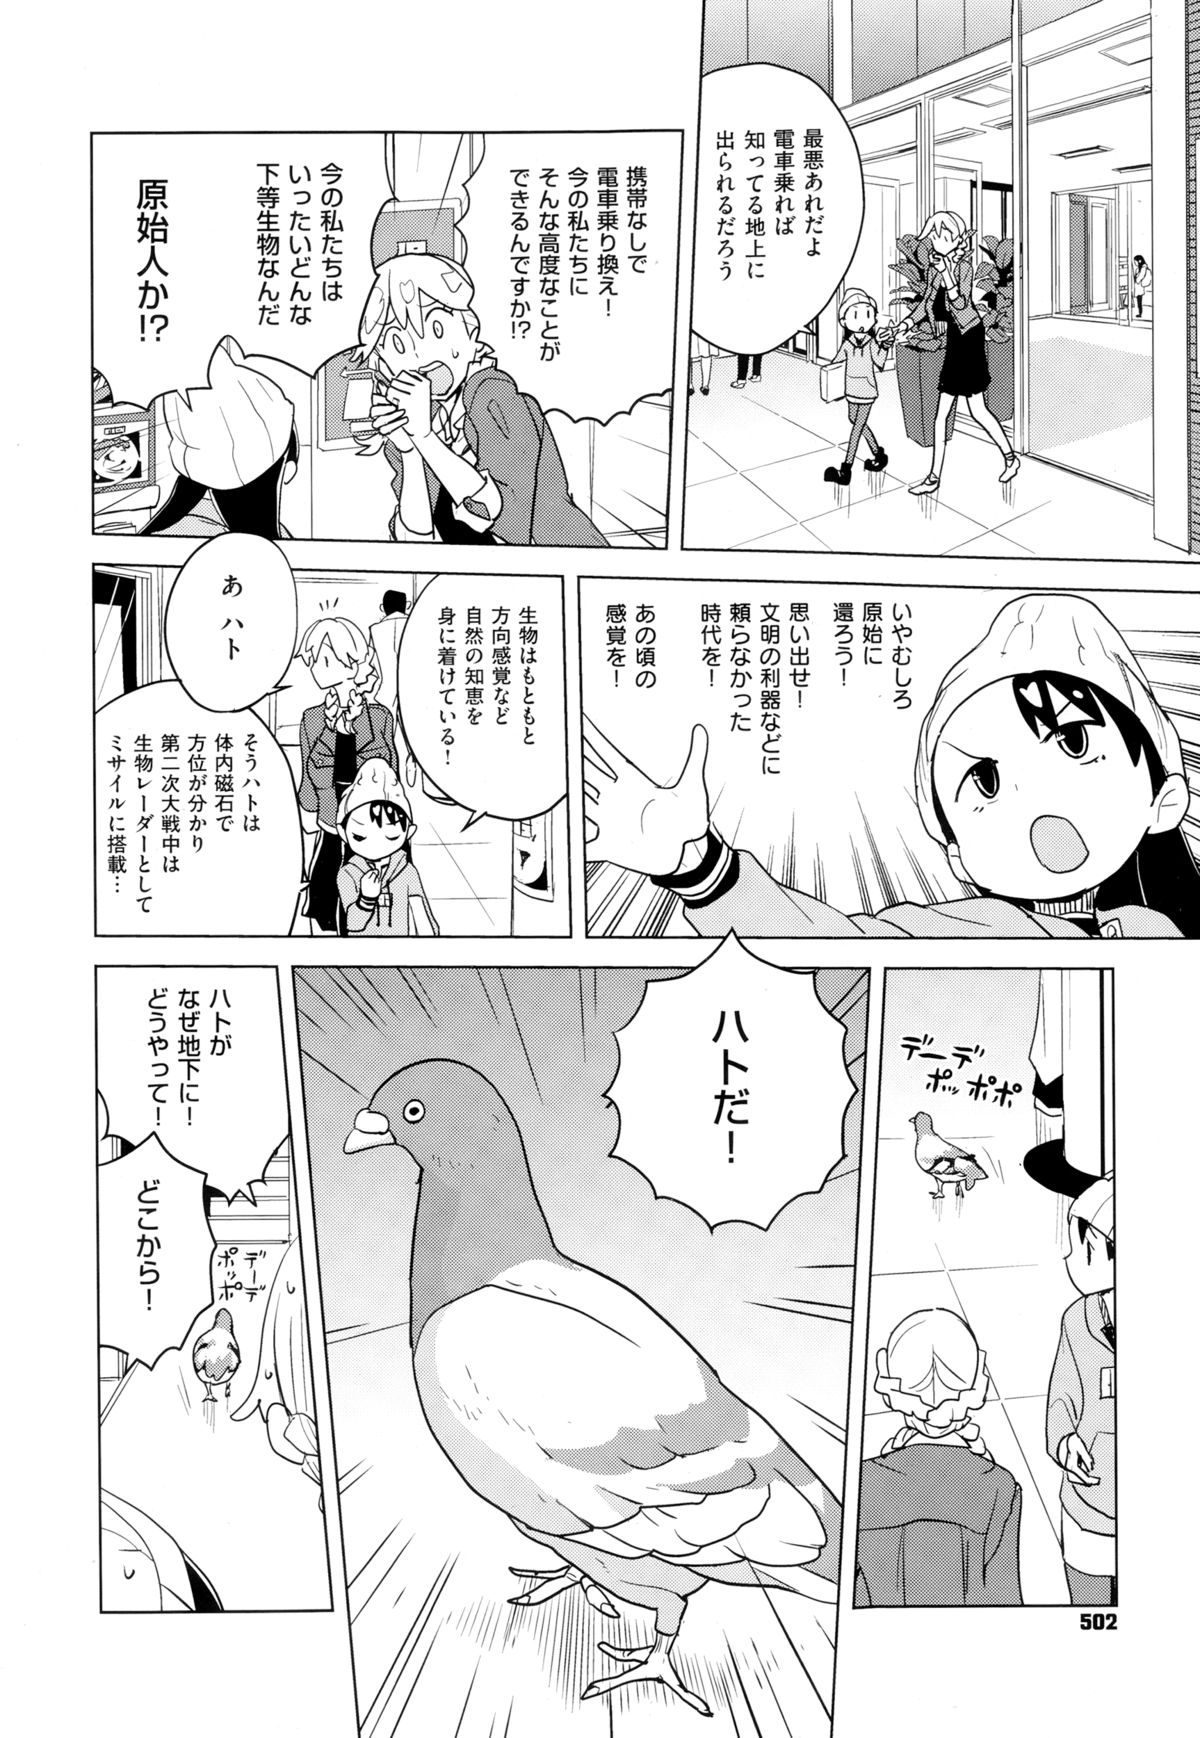 最悪あれだよ
電車乗れば
知ってる地上に
出られるだろう
携帯なしで
電車乗り換え！
今の私たちに
そんな高度なことが
できるんですか!?
今の私たちは
いったいどんな
下等生物なんだ
原始人か!?
いやむしろ
原始に
還ろう！
思い出せ！
文明の利器などに
頼らなかった
時代を！
あの頃の
感覚を！
生物はもともと
方向感覚など
自然の知恵を
身に着けている！
あ ハト
そうハトは
体内磁石で
方位が分かり
第二次大戦中は
生物レーダーとして
ミサイルに搭載…
デーデ
ポッポポ
ハトだ！
ハトが
なぜ地下に！
どうやって！
どこから！
デーデ
ポッポ
502